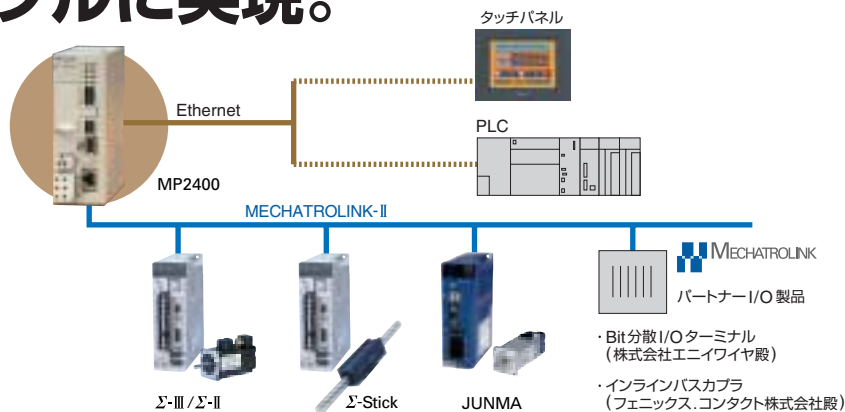 プルに実現。
タッチパネル
Ethernet
PLC
MP2400
MECHATROLINK-Ⅱ
MECHATROLINK
パートナーI/O製品
・Bit分散I/Oターミナル
(株式会社エニイワイヤ殿)
・インラインバスカプラ
(フェニックス.コンタクト株式会社殿)
Σ-Ⅲ/Σ-Ⅱ
Σ-Stick
JUNMA